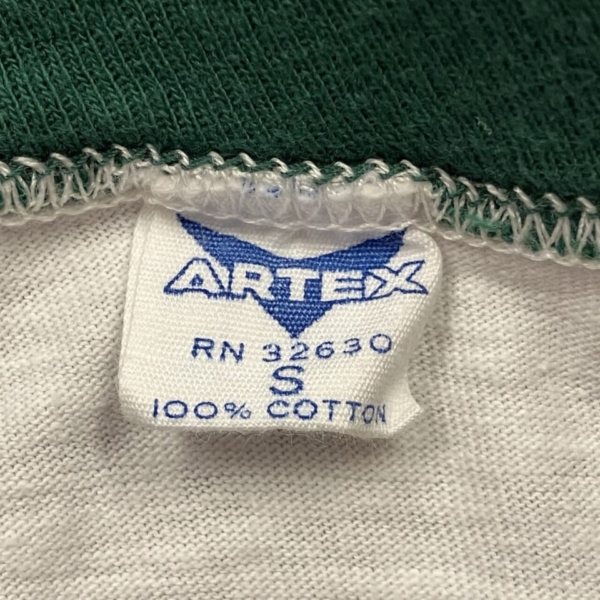 ARTEX
RN 32630
S
100% COTTON